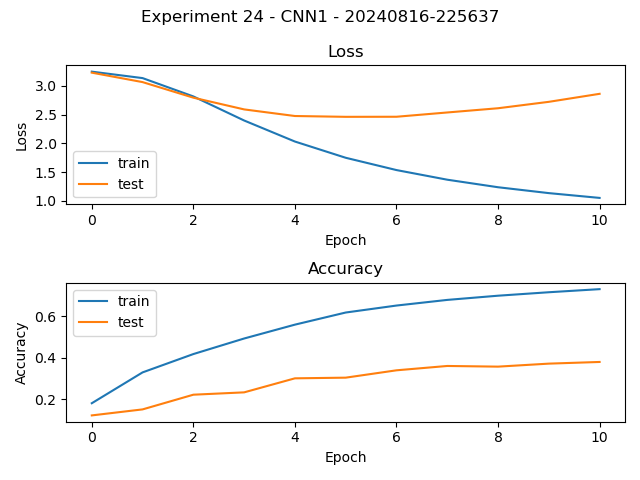 Experiment 24 - CNN1 - 20240816-225637
Loss
3.0
2.5
2.0
1.5
1.0
Loss
train
test
0 2 4 6 8 10
Epoch
Accuracy
0.6
0.4
0.2
Accuracy
train
test
0 2 4 6 8 10
Epoch